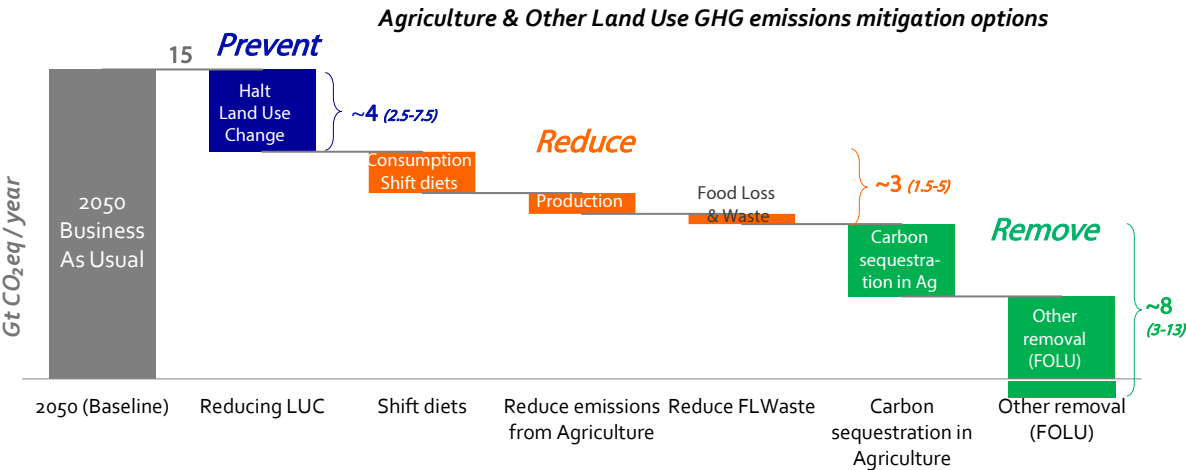 Agriculture & Other Land Use GHG emissions mitigation options
15
Prevent
Halt
Land Use
Change
~4 (2.5-7.5)
Reduce
Consumption
Shift diets
Production
Food Loss
& Waste
~3 (1.5-5)
Remove
Carbon
sequestra-
tion in Ag
Other
removal
(FOLU)
~8
(3-13)
2050
Business
As Usual
Gt CO₂eq/year
2050 (Baseline)
Reducing LUC
Shift diets
Reduce emissions
from Agriculture
Reduce FLWaste
Carbon
sequestration in
Agriculture
Other removal
(FOLU)